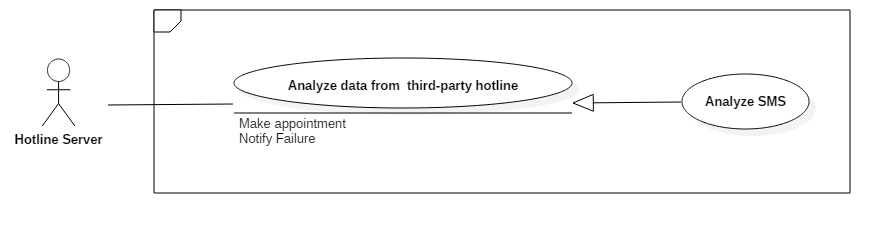 Analyze data from  third-party hotline
Analyze SMS
Make appointment
Notify Failure
Hotline Server